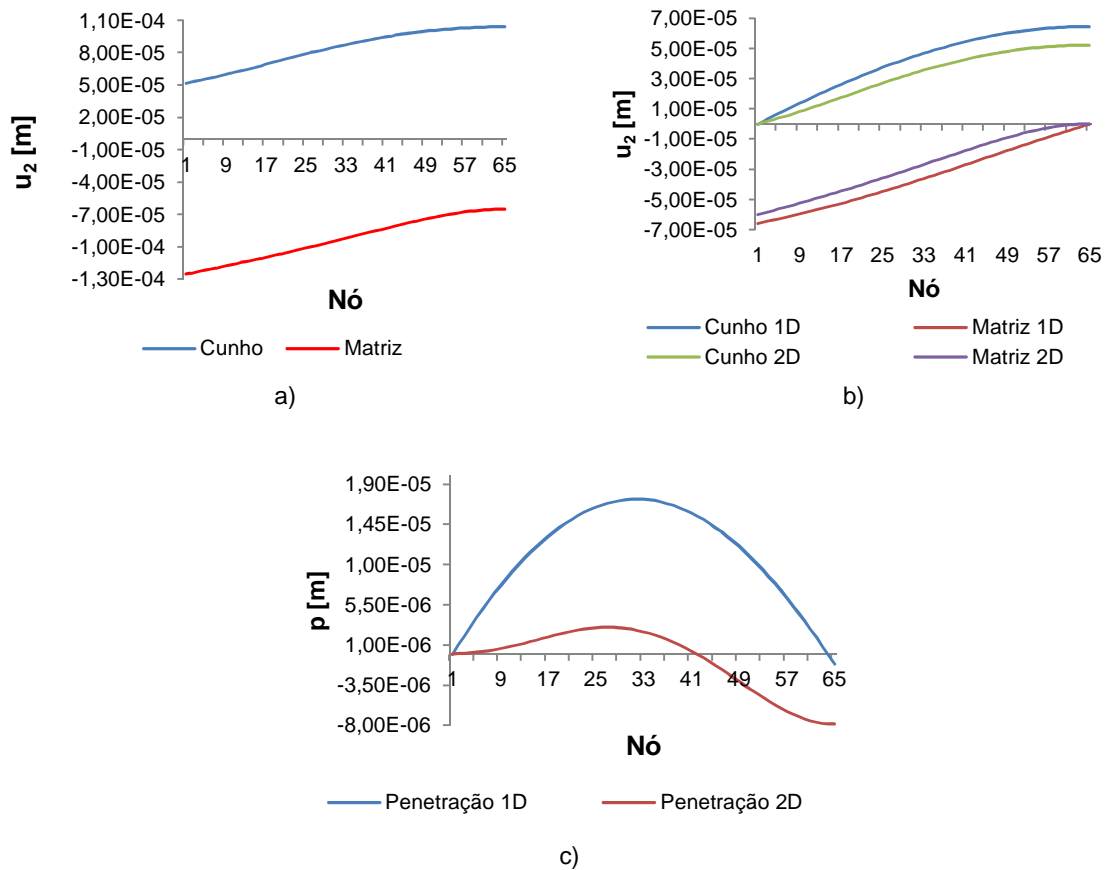 1,10E-04
8,00E-05
5,00E-05
2,00E-05
-1,00E-05
-4,00E-05
-7,00E-05
-1,00E-04
-1,30E-04
u₂ [m]
1 9 17 25 33 41 49 57 65
Nó
Cunho Matriz
a)
7,00E-05
5,00E-05
3,00E-05
1,00E-05
-1,00E-05
-3,00E-05
-5,00E-05
-7,00E-05
u₂ [m]
1 9 17 25 33 41 49 57 65
Nó
Cunho 1D Matriz 1D
Cunho 2D Matriz 2D
b)
1,90E-05
1,45E-05
1,00E-05
5,50E-06
1,00E-06
-3,50E-06
-8,00E-06
p [m]
1 9 17 25 33 41 49 57 65
Nó
Penetração 1D Penetração 2D
c)